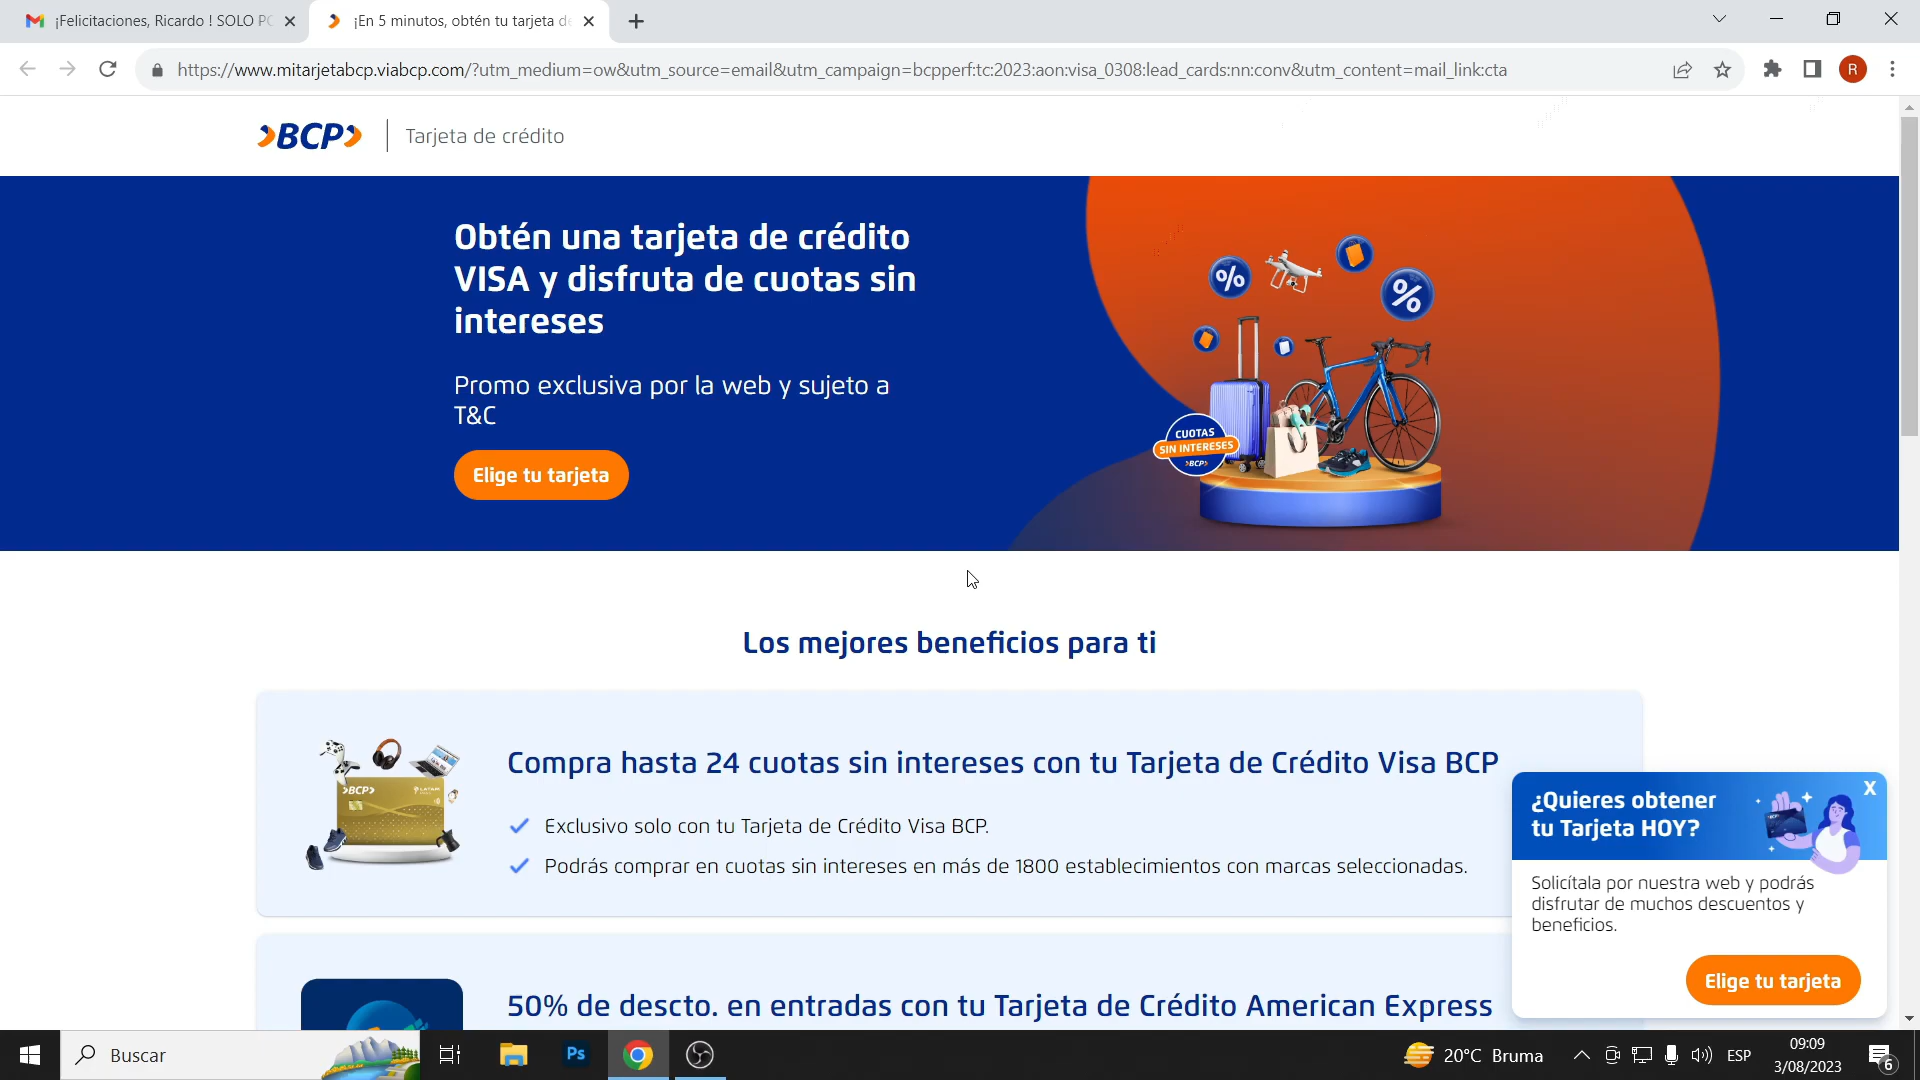 ¡Felicitaciones, Ricardo ! SOLO PO
¡En 5 minutos, obtén tu tarjeta de
https://www.mitarjetabcp.viabcp.com/?utm_medium=ow&utm_source=email&utm_campaign=bcpperf:tc:2023:aon:visa_0308:lead_cards:nn:conv&utm_content=mail_link:cta
R
BCP
Tarjeta de crédito
Obtén una tarjeta de crédito
VISA y disfruta de cuotas sin
intereses
Promo exclusiva por la web y sujeto a
T&C
Elige tu tarjeta
%
%
CUOTAS
SIN INTERESES
BCP
Los mejores beneficios para ti
BCP
LATAM
Compra hasta 24 cuotas sin intereses con tu Tarjeta de Crédito Visa BCP
Exclusivo solo con tu Tarjeta de Crédito Visa BCP.
Podrás comprar en cuotas sin intereses en más de 1800 establecimientos con marcas seleccionadas.
50% de descto. en entradas con tu Tarjeta de Crédito American Express
¿Quieres obtener
tu Tarjeta HOY?
X
BCP
Solicítala por nuestra web y podrás
disfrutar de muchos descuentos y
beneficios.
Elige tu tarjeta
Buscar
Ps
20°C Bruma
ESP
09:09
3/08/2023
6